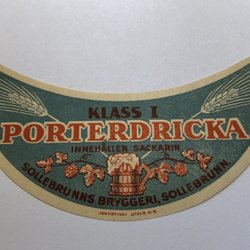 KLASS I
PORTERDRICKA
INNEHÅLLER SACKARIN
SOLLEBRUNNS BRYGGERI, SOLLEBRUNN.